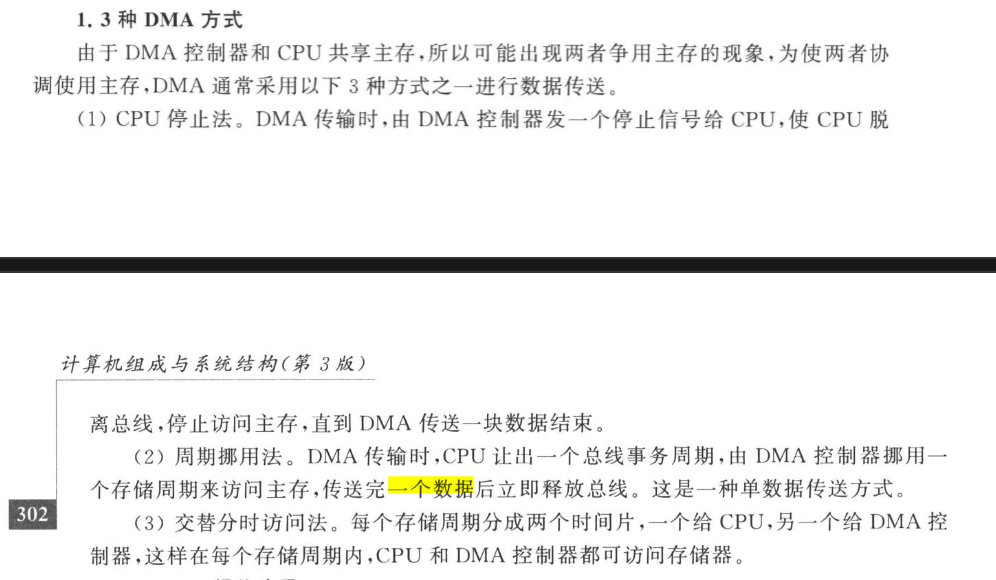 1. 3 种 DMA 方式
由于 DMA 控制器和 CPU 共享主存,所以可能出现两者争用主存的现象,为使两者协
调使用主存,DMA 通常采用以下 3 种方式之一进行数据传送。
(1) CPU 停止法。DMA 传输时,由 DMA 控制器发一个停止信号给 CPU,使 CPU 脱
计算机组成与系统结构(第 3 版)
离总线,停止访问主存,直到 DMA 传送一块数据结束。
(2) 周期挪用法。DMA 传输时,CPU 让出一个总线事务周期,由 DMA 控制器挪用一
个存储周期来访问主存,传送完一个数据后立即释放总线。这是一种单数据传送方式。
302
(3) 交替分时访问法。每个存储周期分成两个时间片,一个给 CPU,另一个给 DMA 控
制器,这样在每个存储周期内,CPU 和 DMA 控制器都可访问存储器。